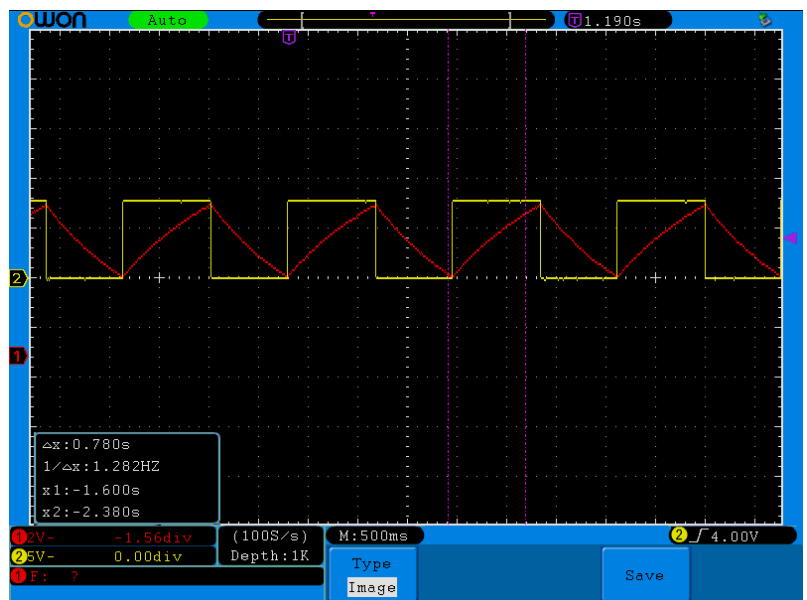 OWON Auto T 1.190s
T
2
1
△x:0.780s
1/△x:1.282HZ
x1:-1.600s
x2:-2.380s
1 2V- -1.56div (100S/s) M:500ms 2 4.00V
2 5V- 0.00div Depth:1K
1 F: ?
Type
Image
Save